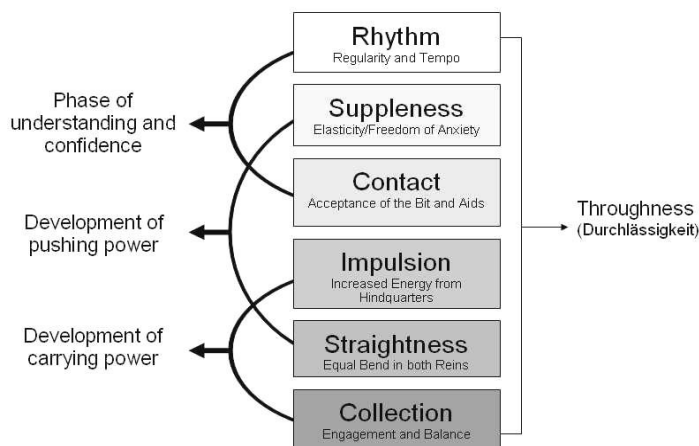 Rhythm
Regularity and Tempo
Suppleness
Elasticity/Freedom of Anxiety
Contact
Acceptance of the Bit and Aids
Impulsion
Increased Energy from
Hindquarters
Straightness
Equal Bend in both Reins
Collection
Engagement and Balance
Phase of
understanding and
confidence
Development of
pushing power
Development of
carrying power
Throughness
(Durchlässigkeit)